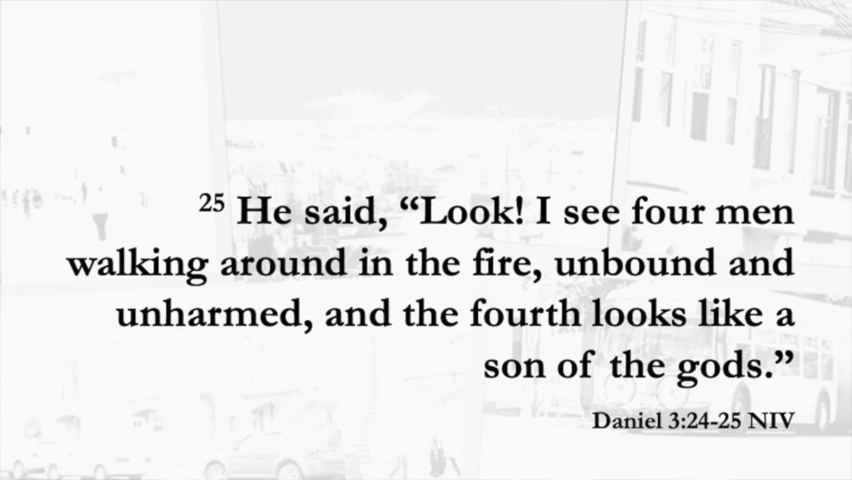 25 He said, “Look! I see four men
walking around in the fire, unbound and
unharmed, and the fourth looks like a
son of the gods.”
Daniel 3:24-25 NIV